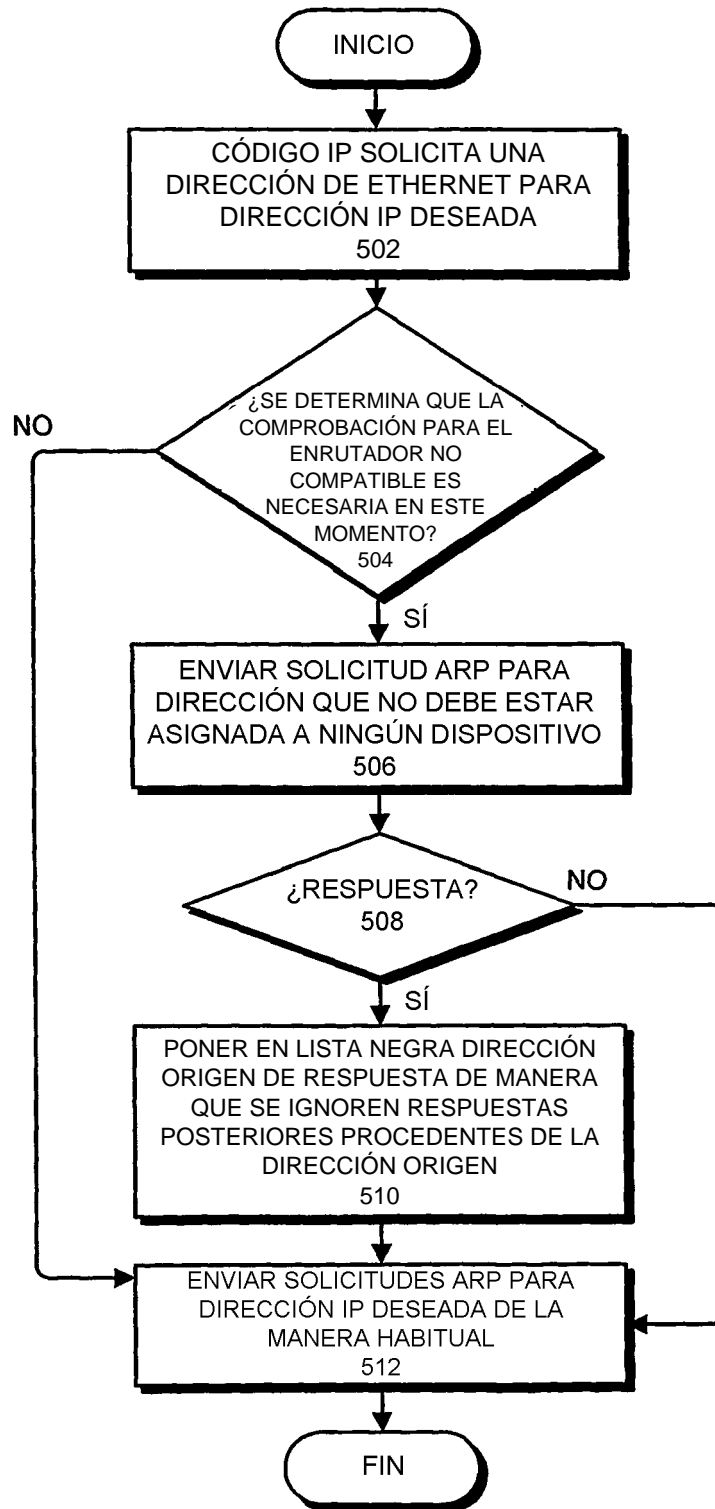 INICIO
CÓDIGO IP SOLICITA UNA
DIRECCIÓN DE ETHERNET PARA
DIRECCIÓN IP DESEADA
502
¿SE DETERMINA QUE LA
COMPROBACIÓN PARA EL
ENRUTADOR NO
COMPATIBLE ES
NECESARIA EN ESTE
MOMENTO?
504
NO
SÍ
ENVIAR SOLICITUD ARP PARA
DIRECCIÓN QUE NO DEBE ESTAR
ASIGNADA A NINGÚN DISPOSITIVO
506
¿RESPUESTA?
508
NO
SÍ
PONER EN LISTA NEGRA DIRECCIÓN
ORIGEN DE RESPUESTA DE MANERA
QUE SE IGNOREN RESPUESTAS
POSTERIORES PROCEDENTES DE LA
DIRECCIÓN ORIGEN
510
ENVIAR SOLICITUDES ARP PARA
DIRECCIÓN IP DESEADA DE LA
MANERA HABITUAL
512
FIN